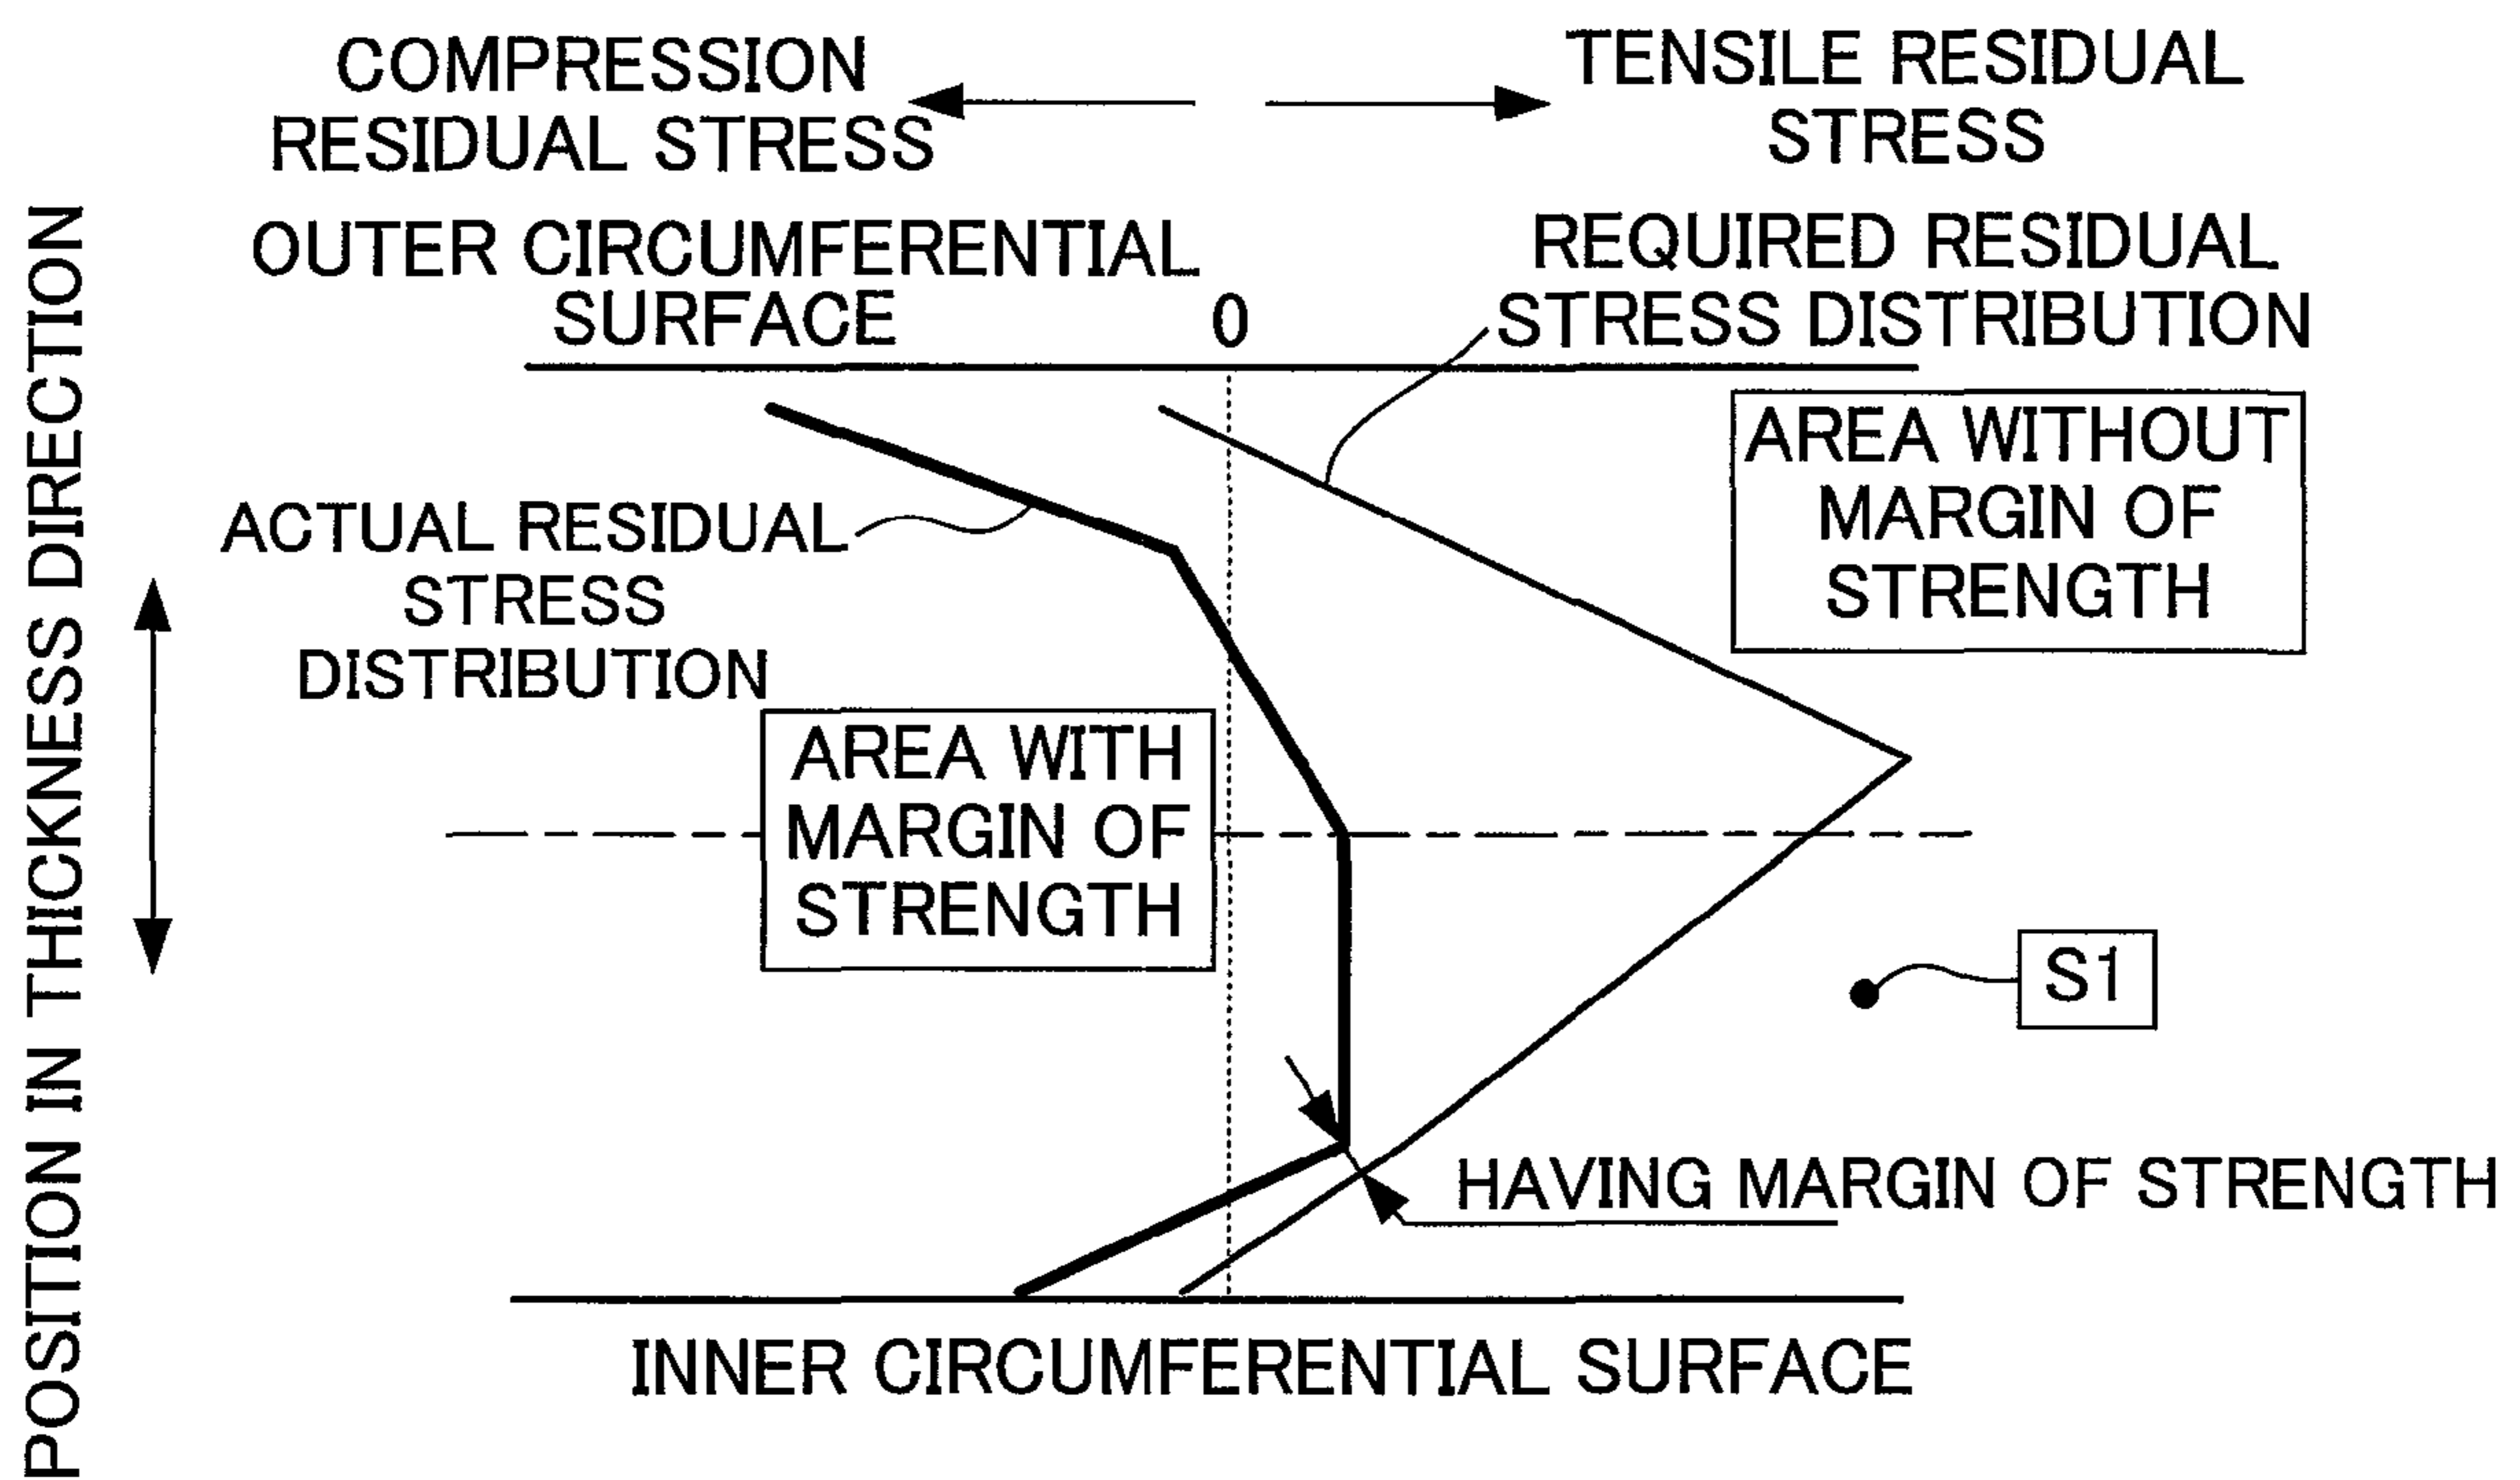 COMPRESSION
RESIDUAL STRESS
TENSILE RESIDUAL
STRESS
OUTER CIRCUMFERENTIAL
SURFACE
0
REQUIRED RESIDUAL
STRESS DISTRIBUTION
AREA WITHOUT
MARGIN OF
STRENGTH
ACTUAL RESIDUAL
STRESS
DISTRIBUTION
AREA WITH
MARGIN OF
STRENGTH
S1
HAVING MARGIN OF STRENGTH
INNER CIRCUMFERENTIAL SURFACE
POSITION IN THICKNESS DIRECTION